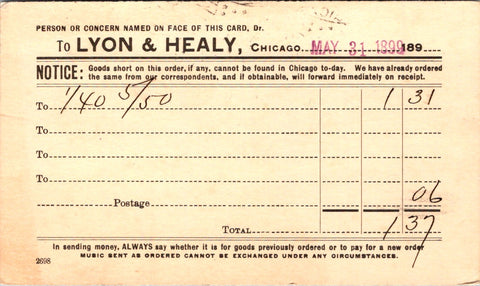 PERSON OR CONCERN NAMED ON FACE OF THIS CARD, Dr.
To LYON & HEALY, CHICAGO MAY 31 1899 189
NOTICE: Goods short on this order, if any, cannot be found in Chicago to-day. We have already ordered
the same from our correspondents, and if obtainable, will forward immediately on receipt.
To 1/40 5/50 1 31
To
To
To
To
Postage 06
TOTAL 1 37
In sending money, ALWAYS say whether it is for goods previously ordered or to pay for a new order
MUSIC SENT AS ORDERED CANNOT BE EXCHANGED UNDER ANY CIRCUMSTANCES.
2698